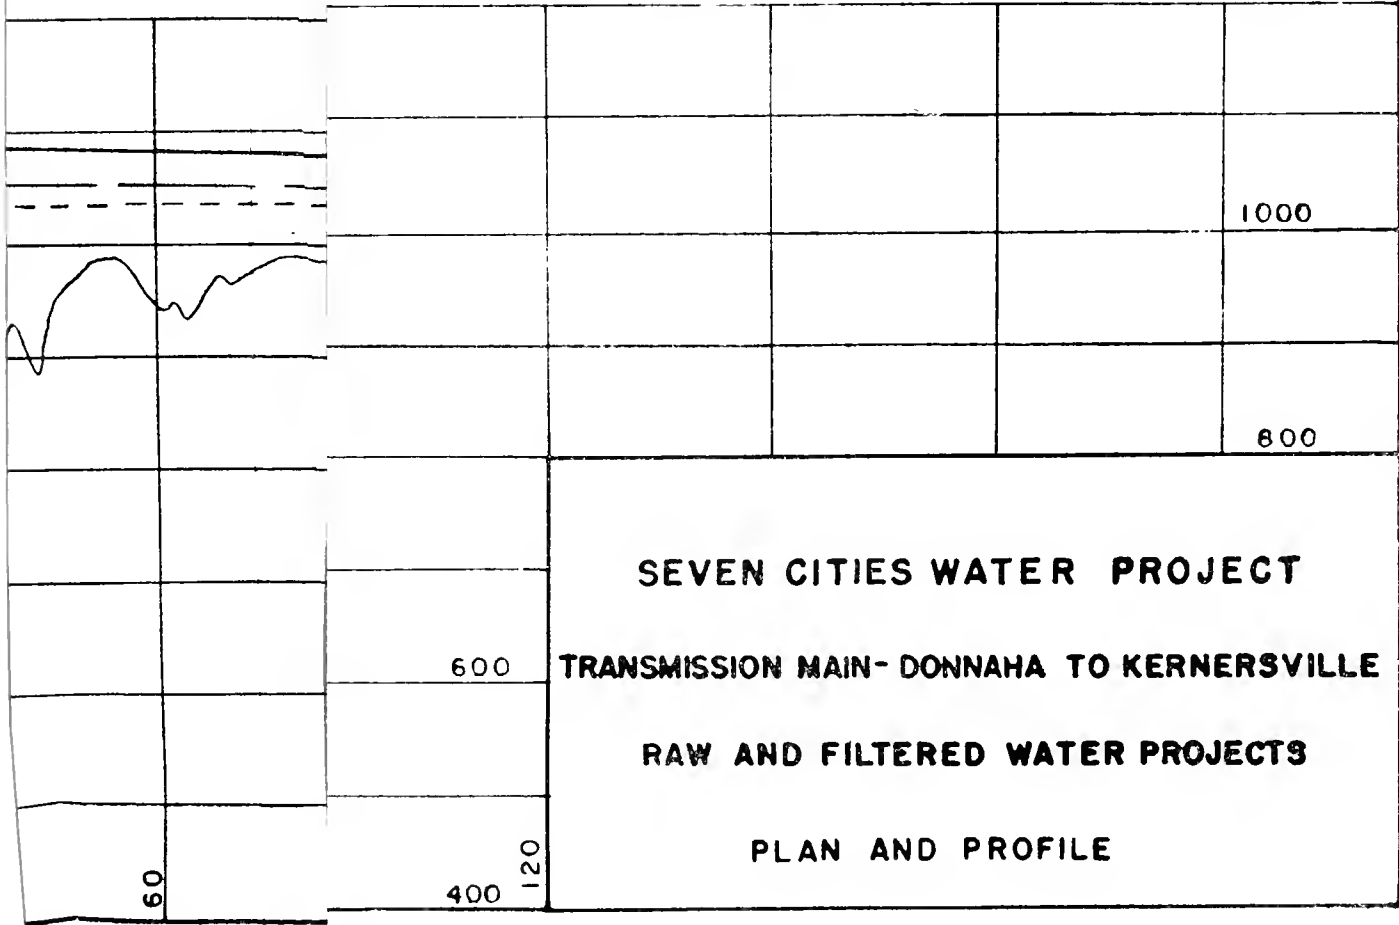 1000
800
SEVEN CITIES WATER PROJECT
600
TRANSMISSION MAIN- DONNAHA TO KERNERSVILLE
RAW AND FILTERED WATER PROJECTS
PLAN AND PROFILE
60
400
120